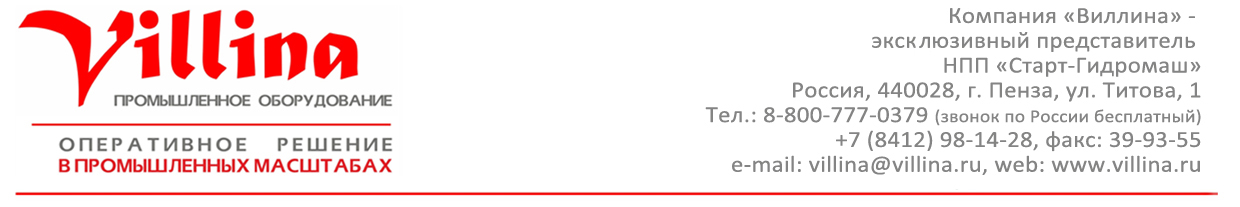 Villina
ПРОМЫШЛЕННОЕ ОБОРУДОВАНИЕ
ОПЕРАТИВНОЕ РЕШЕНИЕ
В ПРОМЫШЛЕННЫХ МАСШТАБАХ
Компания «Виллина» -
эксклюзивный представитель
НПП «Старт-Гидромаш»
Россия, 440028, г. Пенза, ул. Титова, 1
Тел.: 8-800-777-0379 (звонок по России бесплатный)
+7 (8412) 98-14-28, факс: 39-93-55
e-mail: villina@villina.ru, web: www.villina.ru